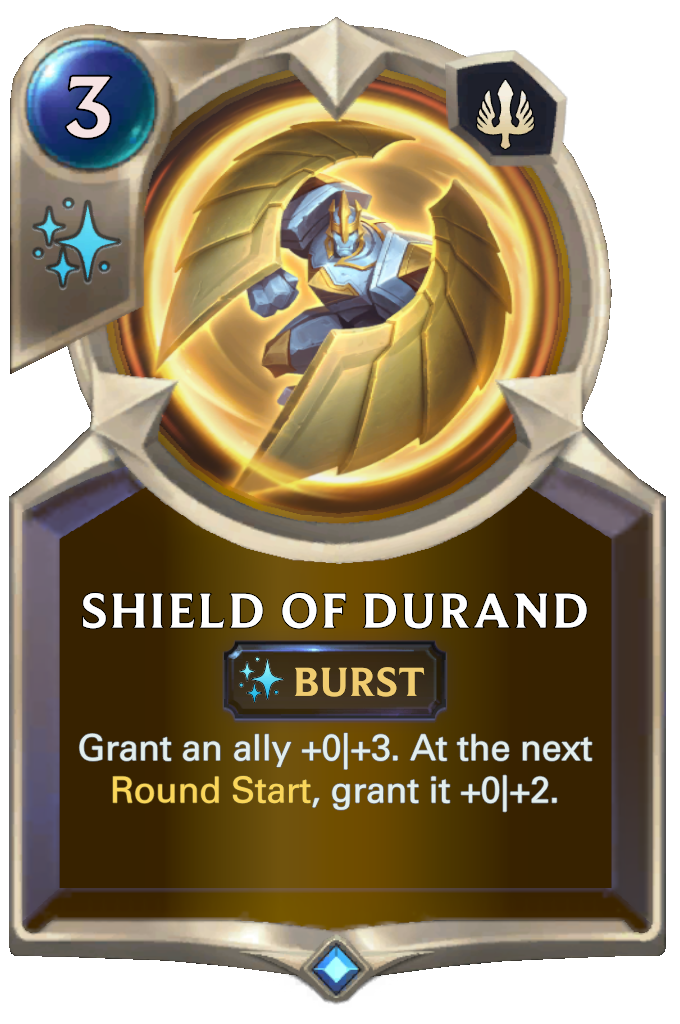 3
SHIELD OF DURAND
BURST
Grant an ally +0|+3. At the next
Round Start, grant it +0|+2.